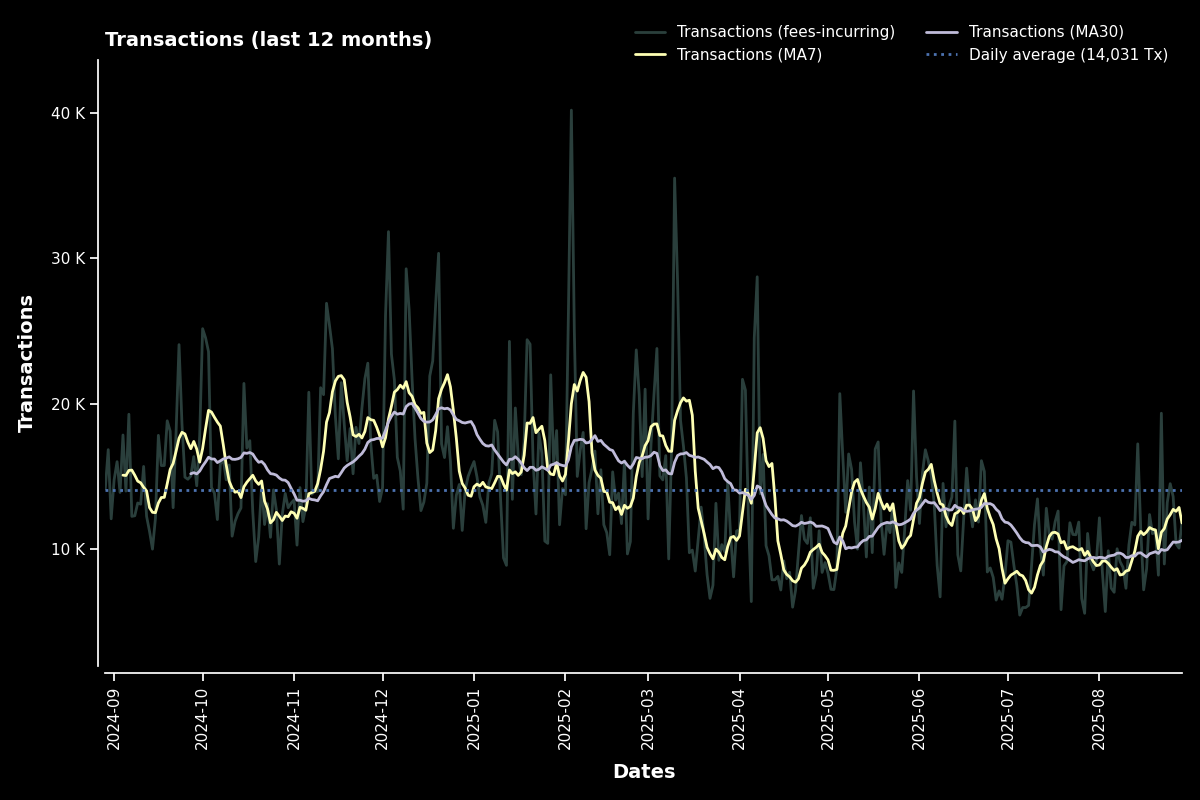 Transactions (last 12 months)
Transactions (fees-incurring)
Transactions (MA7)
Transactions (MA30)
Daily average (14,031 Tx)
Transactions
40 K
30 K
20 K
10 K
2024-09
2024-10
2024-11
2024-12
2025-01
2025-02
2025-03
2025-04
2025-05
2025-06
2025-07
2025-08
Dates